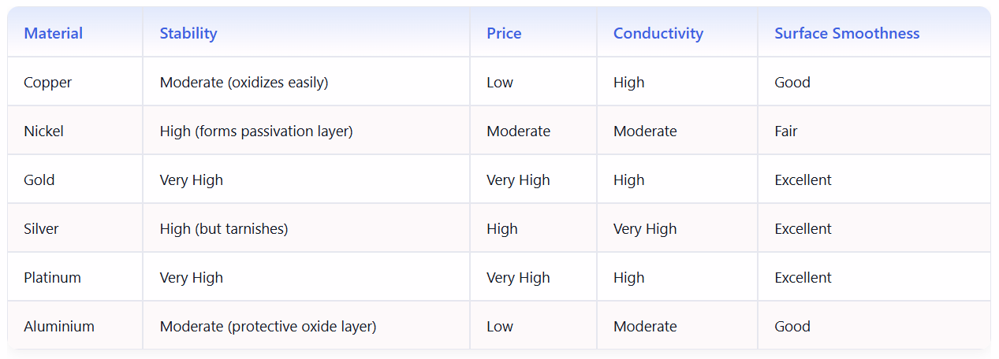 Material Stability Price Conductivity Surface Smoothness
Copper Moderate (oxidizes easily) Low High Good
Nickel High (forms passivation layer) Moderate Moderate Fair
Gold Very High Very High High Excellent
Silver High (but tarnishes) High Very High Excellent
Platinum Very High Very High High Excellent
Aluminium Moderate (protective oxide layer) Low Moderate Good